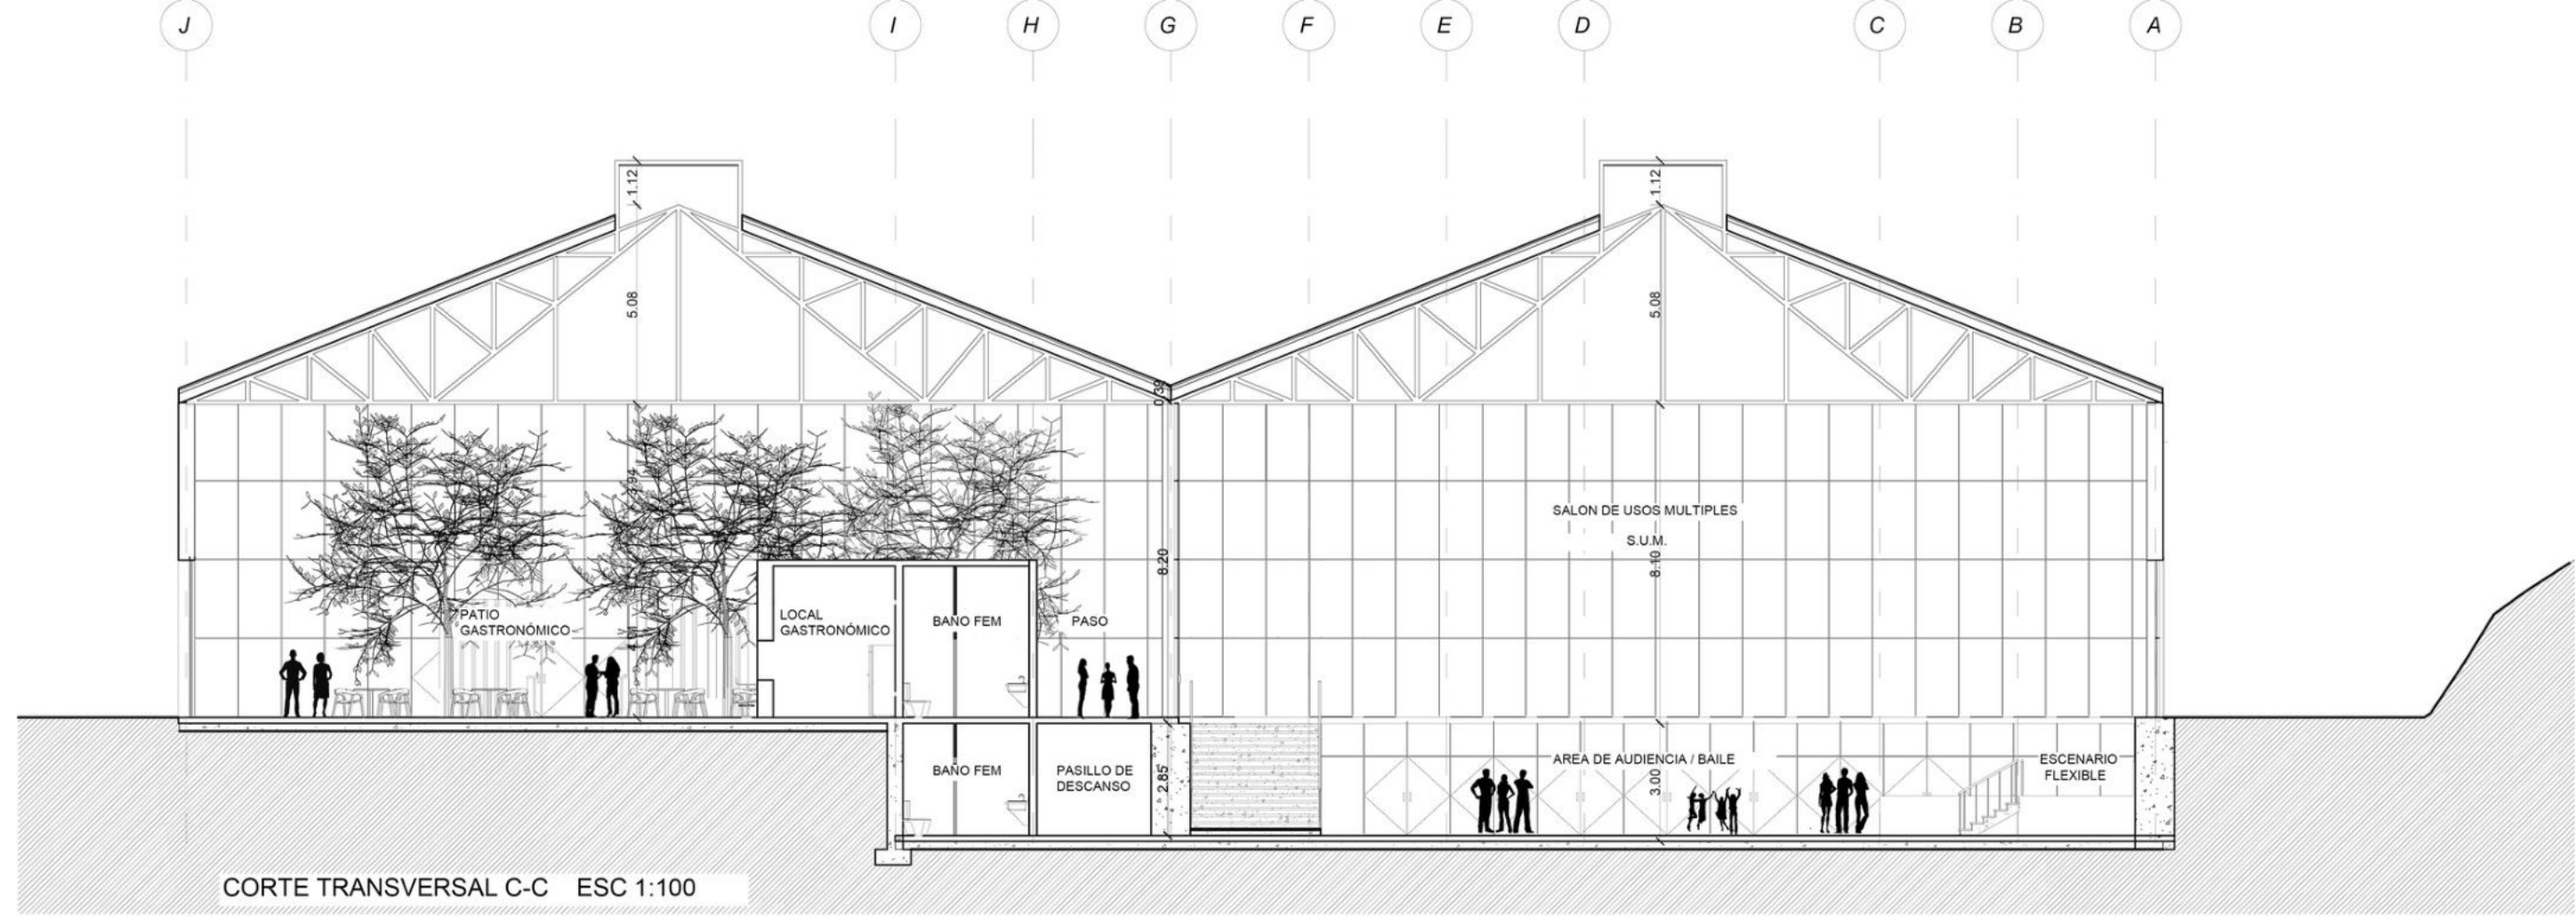 J I H G F E D C B A
1.12 1.12
5.08 5.08
0.39
SALON DE USOS MULTIPLES
S.U.M.
8.20 8.10
PATIO
GASTRONÓMICO
LOCAL
GASTRONÓMICO
BAÑO FEM
PASO
BAÑO FEM
PASILLO DE
DESCANSO
2.85
AREA DE AUDIENCIA / BAILE
3.00
ESCENARIO
FLEXIBLE
CORTE TRANSVERSAL C-C ESC 1:100